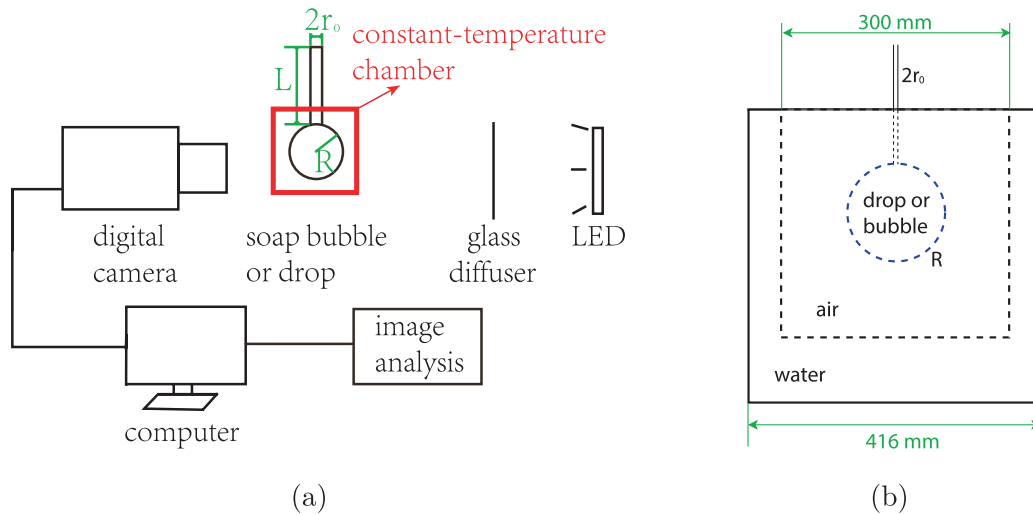 2r₀
constant-temperature
chamber
L
R
digital
camera
soap bubble
or drop
glass
diffuser
LED
image
analysis
computer
(a)
300 mm
2r₀
drop or
bubble
R
air
water
416 mm
(b)